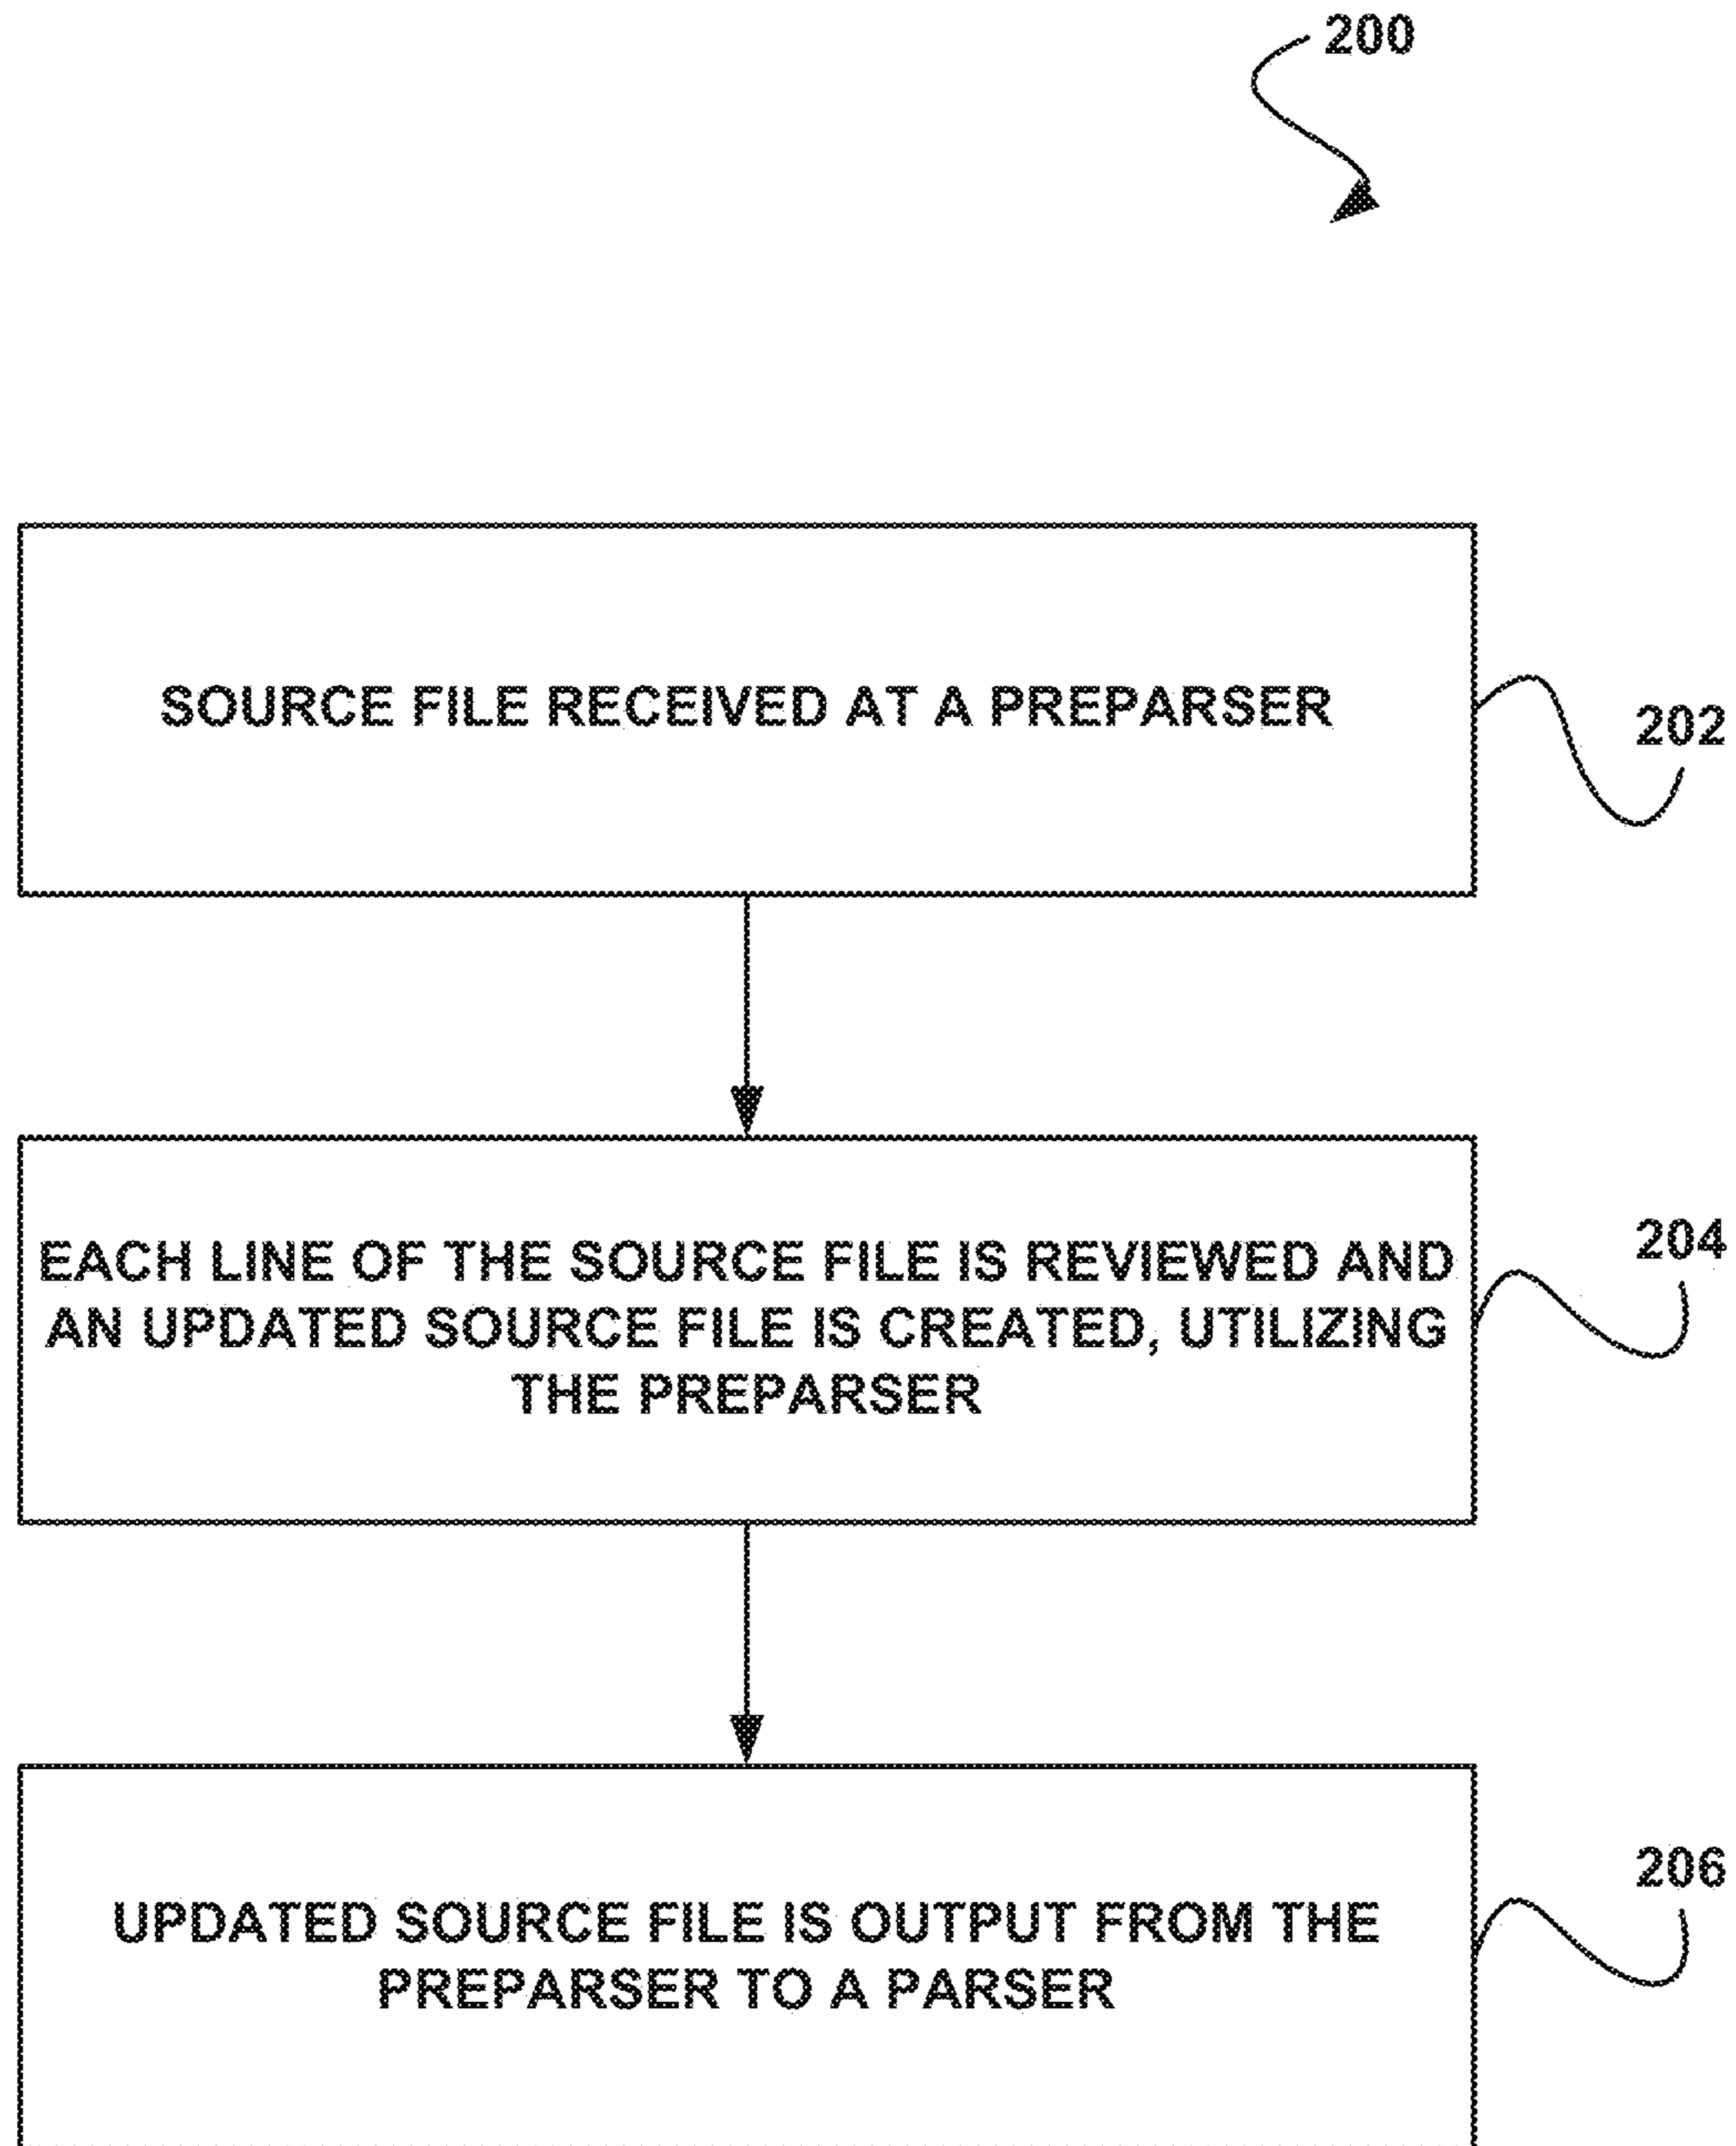 200
SOURCE FILE RECEIVED AT A PREPARSER
202
EACH LINE OF THE SOURCE FILE IS REVIEWED AND
AN UPDATED SOURCE FILE IS CREATED, UTILIZING
THE PREPARSER
204
UPDATED SOURCE FILE IS OUTPUT FROM THE
PREPARSER TO A PARSER
206